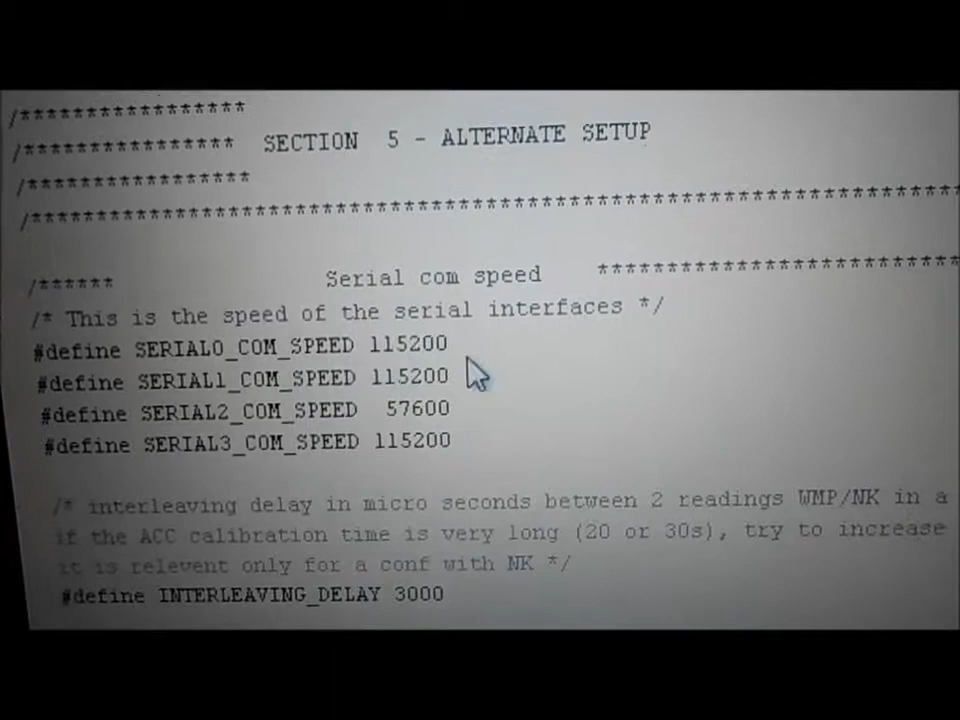 /*****************
/****************  SECTION  5 - ALTERNATE SETUP
/*****************
/***********************************************************************
/******                Serial com speed    ***************************
/* This is the speed of the serial interfaces */
#define SERIAL0_COM_SPEED 115200
#define SERIAL1_COM_SPEED 115200
#define SERIAL2_COM_SPEED  57600
#define SERIAL3_COM_SPEED 115200
/* interleaving delay in micro seconds between 2 readings WMP/NK in a
if the ACC calibration time is very long (20 or 30s), try to increase
it is relevent only for a conf with NK */
#define INTERLEAVING_DELAY 3000